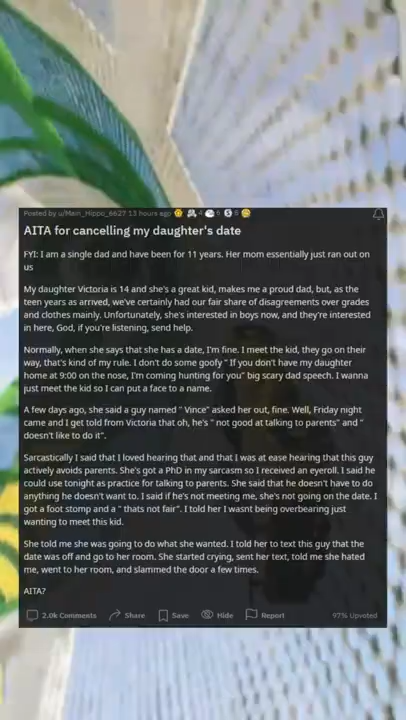 Posted by u/Main_Hippo_6627 13 hours ago 4 6 5
AITA for cancelling my daughter's date
FYI: I am a single dad and have been for 11 years. Her mom essentially just ran out on
us
My daughter Victoria is 14 and she's a great kid, makes me a proud dad, but, as the
teen years as arrived, we've certainly had our fair share of disagreements over grades
and clothes mainly. Unfortunately, she's interested in boys now, and they're interested
in here, God, if you're listening, send help.
Normally, when she says that she has a date, I'm fine. I meet the kid, they go on their
way, that's kind of my rule. I don't do some goofy " If you don't have my daughter
home at 9:00 on the nose, I'm coming hunting for you" big scary dad speech. I wanna
just meet the kid so I can put a face to a name.
A few days ago, she said a guy named " Vince" asked her out, fine. Well, Friday night
came and I get told from Victoria that oh, he's " not good at talking to parents" and "
doesn't like to do it".
Sarcastically I said that I loved hearing that and that I was at ease hearing that this guy
actively avoids parents. She's got a PhD in my sarcasm so I received an eyeroll. I said he
could use tonight as practice for talking to parents. She said that he doesn't have to do
anything he doesn't want to. I said if he's not meeting me, she's not going on the date. I
got a foot stomp and a " thats not fair". I told her I wasnt being overbearing just
wanting to meet this kid.
She told me she was going to do what she wanted. I told her to text this guy that the
date was off and go to her room. She started crying, sent her text, told me she hated
me, went to her room, and slammed the door a few times.
AITA?
2.0k Comments Share Save Hide Report 97% Upvoted